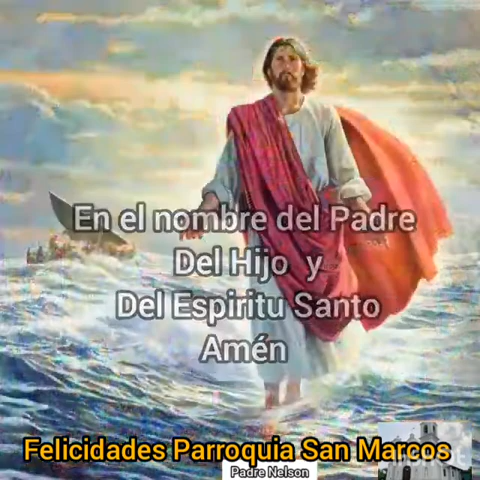 En el nombre del Padre
Del Hijo y
Del Espiritu Santo
Amén
Felicidades Parroquia San Marcos
Padre Nelson